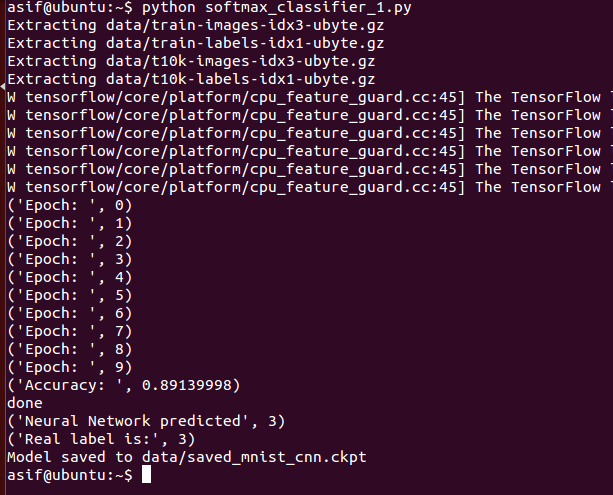 asif@ubuntu:~$ python softmax_classifier_1.py
Extracting data/train-images-idx3-ubyte.gz
Extracting data/train-labels-idx1-ubyte.gz
Extracting data/t10k-images-idx3-ubyte.gz
Extracting data/t10k-labels-idx1-ubyte.gz
W tensorflow/core/platform/cpu_feature_guard.cc:45] The TensorFlow
W tensorflow/core/platform/cpu_feature_guard.cc:45] The TensorFlow
W tensorflow/core/platform/cpu_feature_guard.cc:45] The TensorFlow
W tensorflow/core/platform/cpu_feature_guard.cc:45] The TensorFlow
W tensorflow/core/platform/cpu_feature_guard.cc:45] The TensorFlow
W tensorflow/core/platform/cpu_feature_guard.cc:45] The TensorFlow
('Epoch: ', 0)
('Epoch: ', 1)
('Epoch: ', 2)
('Epoch: ', 3)
('Epoch: ', 4)
('Epoch: ', 5)
('Epoch: ', 6)
('Epoch: ', 7)
('Epoch: ', 8)
('Epoch: ', 9)
('Accuracy: ', 0.89139998)
done
('Neural Network predicted', 3)
('Real label is:', 3)
Model saved to data/saved_mnist_cnn.ckpt
asif@ubuntu:~$